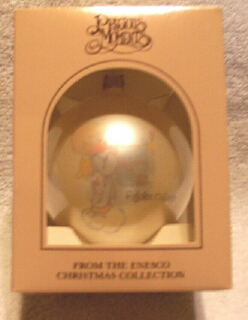 PRECIOUS
MOMENTS
FROM THE ENESCO
CHRISTMAS COLLECTION